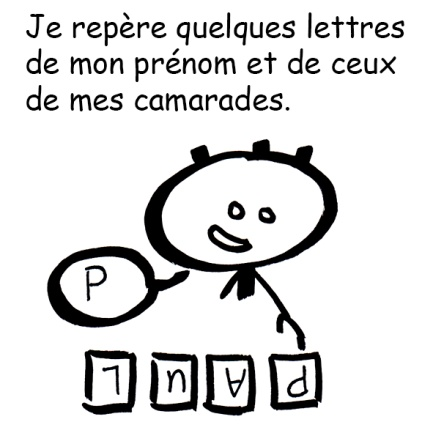 Je repère quelques lettres
de mon prénom et de ceux
de mes camarades.
P
L U A P